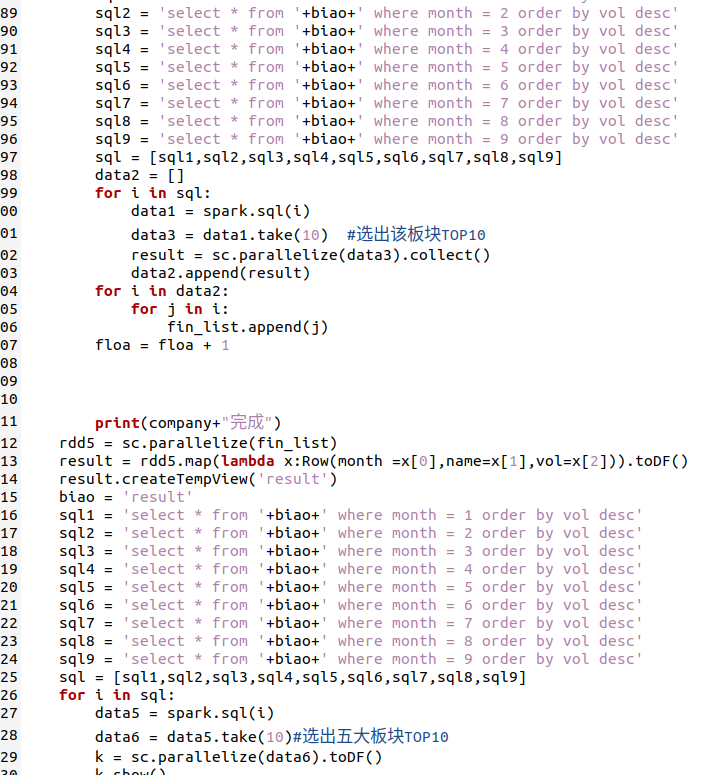 89 sql2 = 'select * from '+biao+' where month = 2 order by vol desc'
90 sql3 = 'select * from '+biao+' where month = 3 order by vol desc'
91 sql4 = 'select * from '+biao+' where month = 4 order by vol desc'
92 sql5 = 'select * from '+biao+' where month = 5 order by vol desc'
93 sql6 = 'select * from '+biao+' where month = 6 order by vol desc'
94 sql7 = 'select * from '+biao+' where month = 7 order by vol desc'
95 sql8 = 'select * from '+biao+' where month = 8 order by vol desc'
96 sql9 = 'select * from '+biao+' where month = 9 order by vol desc'
97 sql = [sql1,sql2,sql3,sql4,sql5,sql6,sql7,sql8,sql9]
98 data2 = []
99 for i in sql:
00 data1 = spark.sql(i)
01 data3 = data1.take(10) #选出该板块TOP10
02 result = sc.parallelize(data3).collect()
03 data2.append(result)
04 for i in data2:
05 for j in i:
06 fin_list.append(j)
07 floa = floa + 1
08
09
10
11 print(company+"完成")
12 rdd5 = sc.parallelize(fin_list)
13 result = rdd5.map(lambda x:Row(month =x[0],name=x[1],vol=x[2])).toDF()
14 result.createTempView('result')
15 biao = 'result'
16 sql1 = 'select * from '+biao+' where month = 1 order by vol desc'
17 sql2 = 'select * from '+biao+' where month = 2 order by vol desc'
18 sql3 = 'select * from '+biao+' where month = 3 order by vol desc'
19 sql4 = 'select * from '+biao+' where month = 4 order by vol desc'
20 sql5 = 'select * from '+biao+' where month = 5 order by vol desc'
21 sql6 = 'select * from '+biao+' where month = 6 order by vol desc'
22 sql7 = 'select * from '+biao+' where month = 7 order by vol desc'
23 sql8 = 'select * from '+biao+' where month = 8 order by vol desc'
24 sql9 = 'select * from '+biao+' where month = 9 order by vol desc'
25 sql = [sql1,sql2,sql3,sql4,sql5,sql6,sql7,sql8,sql9]
26 for i in sql:
27 data5 = spark.sql(i)
28 data6 = data5.take(10)#选出五大板块TOP10
29 k = sc.parallelize(data6).toDF()
30 k.show()